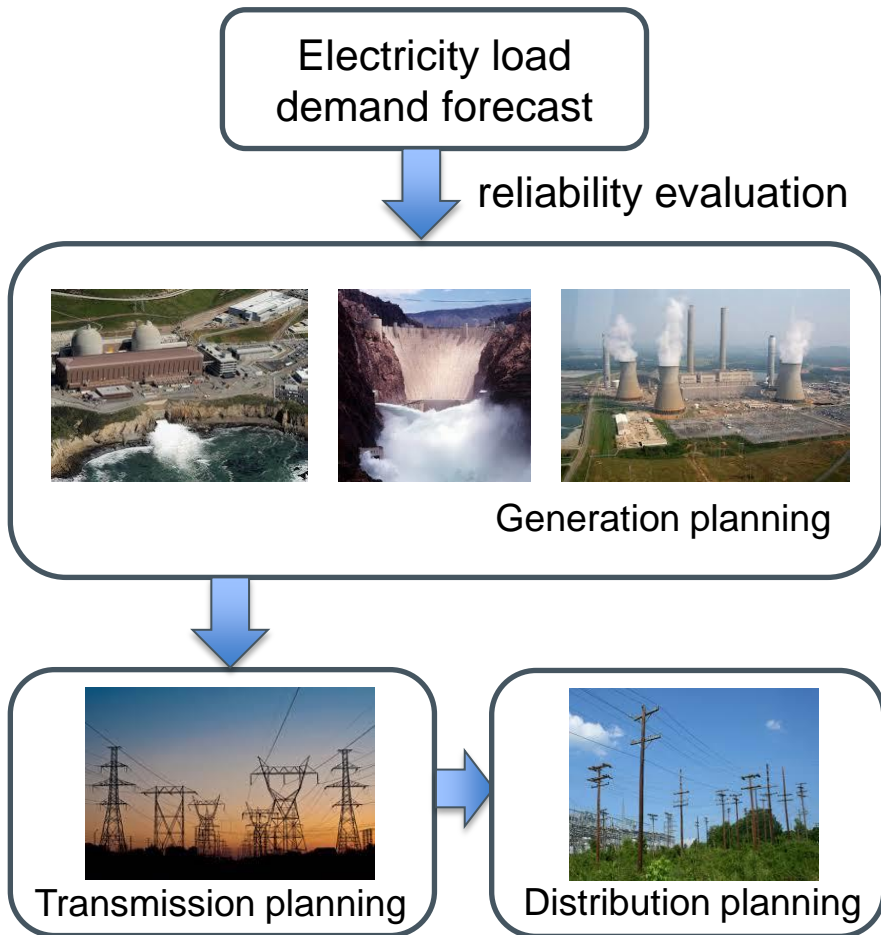 Electricity load
demand forecast
reliability evaluation
Generation planning
Transmission planning
Distribution planning